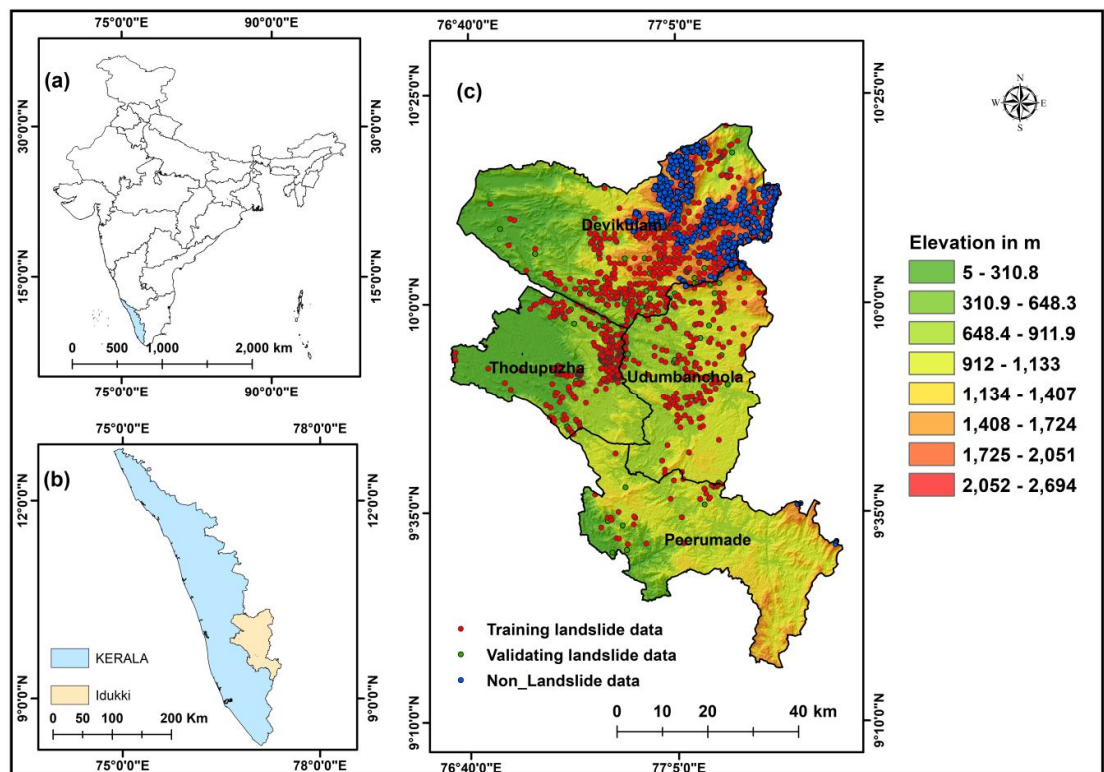 75°0'0"E 90°0'0"E
(a)
30°0'0"N
15°0'0"N
30°0'0"N
15°0'0"N
0 500 1,000 2,000 km
75°0'0"E 90°0'0"E
75°0'0"E 78°0'0"E
(b)
12°0'0"N
9°0'0"N
12°0'0"N
9°0'0"N
KERALA
Idukki
0 50 100 200 Km
75°0'0"E 78°0'0"E
76°40'0"E 77°5'0"E
(c)
10°25'0"N
10°0'0"N
9°35'0"N
9°10'0"N
10°25'0"N
10°0'0"N
9°35'0"N
9°10'0"N
Devikulam
Thodupuzha
Udumbanchola
Peerumade
Training landslide data
Validating landslide data
Non_Landslide data
0 10 20 40 km
76°40'0"E 77°5'0"E
N
W E
S
Elevation in m
5 - 310.8
310.9 - 648.3
648.4 - 911.9
912 - 1,133
1,134 - 1,407
1,408 - 1,724
1,725 - 2,051
2,052 - 2,694